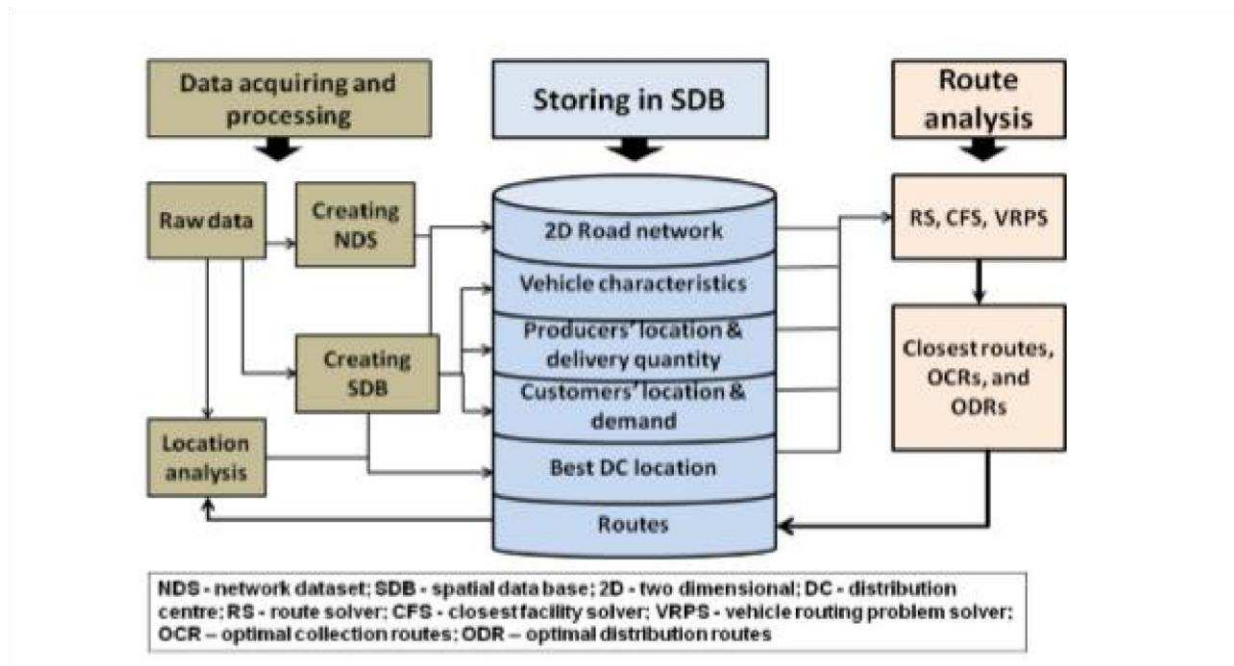 Data acquiring and
processing
Storing in SDB
Route
analysis
Raw data
Creating
NDS
Creating
SDB
Location
analysis
2D Road network
Vehicle characteristics
Producers' location &
delivery quantity
Customers' location &
demand
Best DC location
Routes
RS, CFS, VRPS
Closest routes,
OCRs, and
ODRs
NDS - network dataset; SDB - spatial data base; 2D - two dimensional; DC - distribution
centre; RS - route solver; CFS - closest facility solver; VRPS - vehicle routing problem solver;
OCR – optimal collection routes; ODR – optimal distribution routes